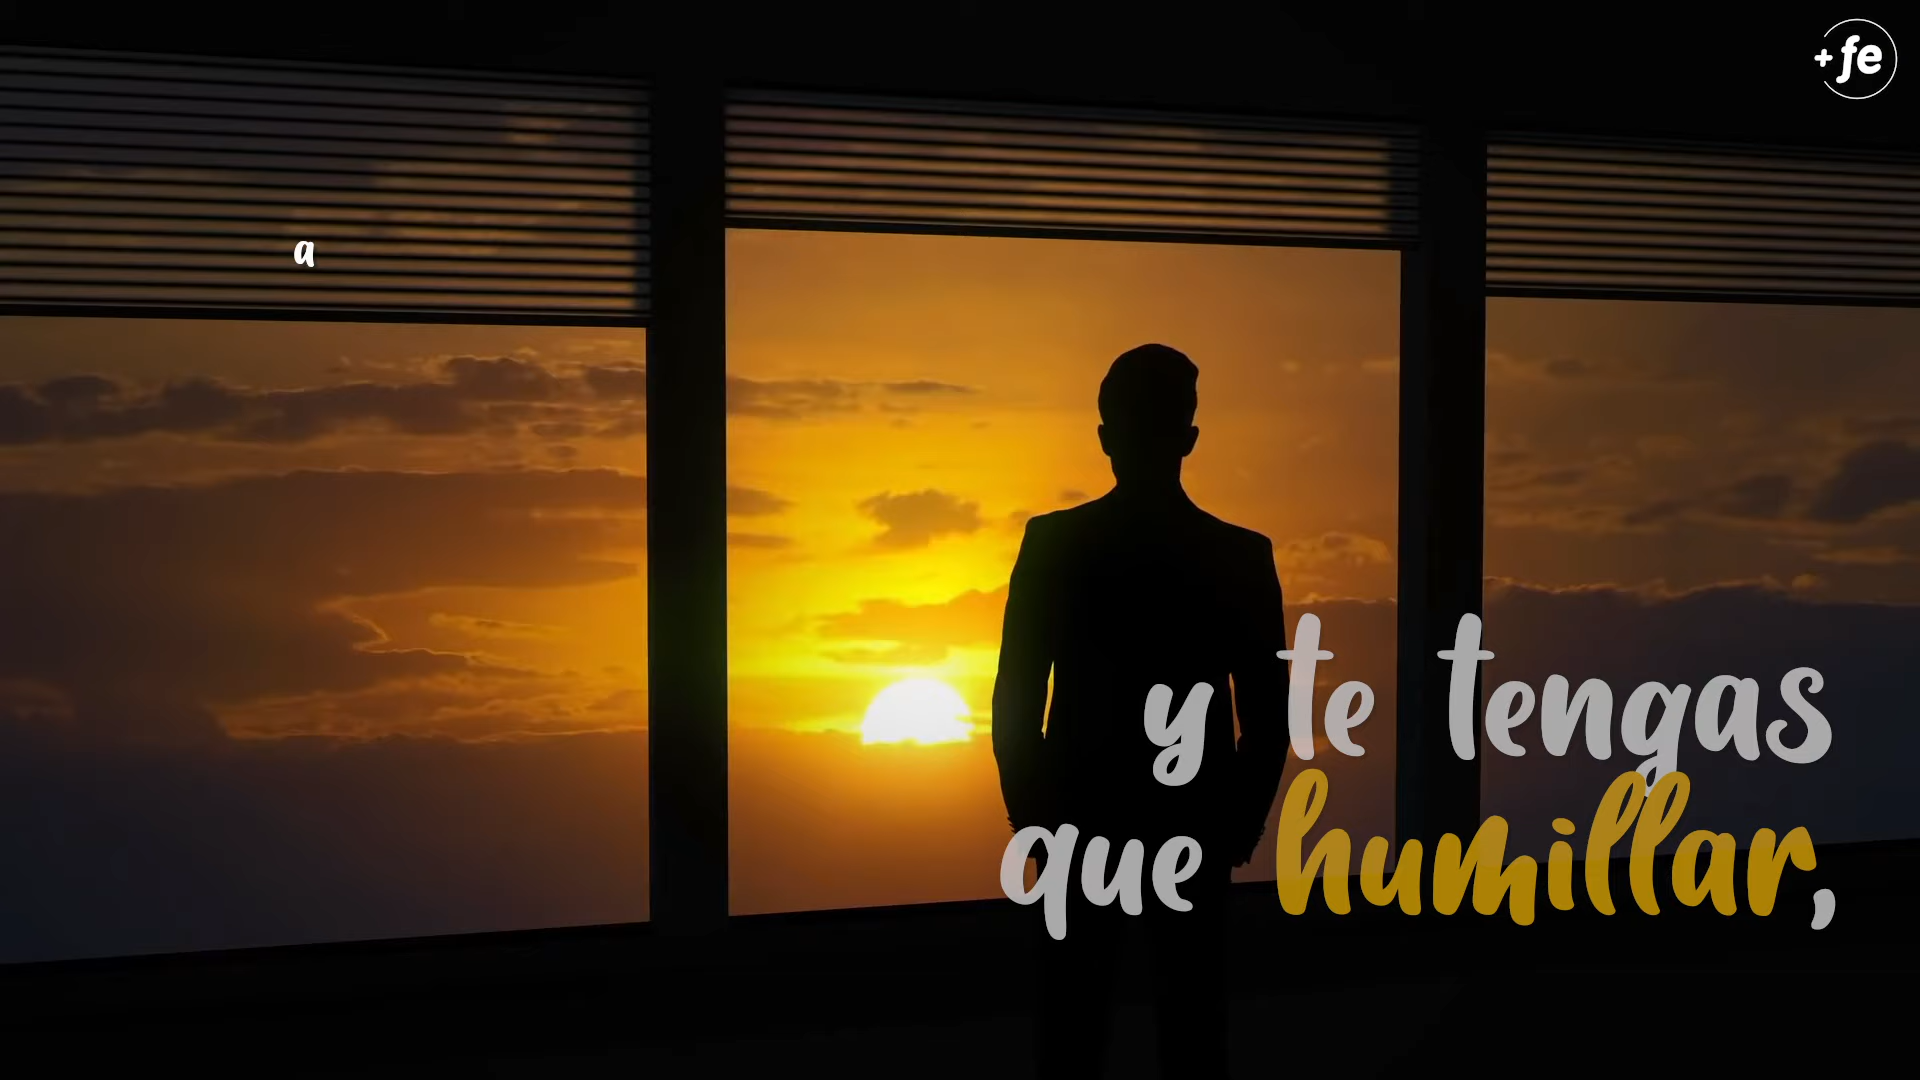 +fe
a
y te tengas
que humillar,